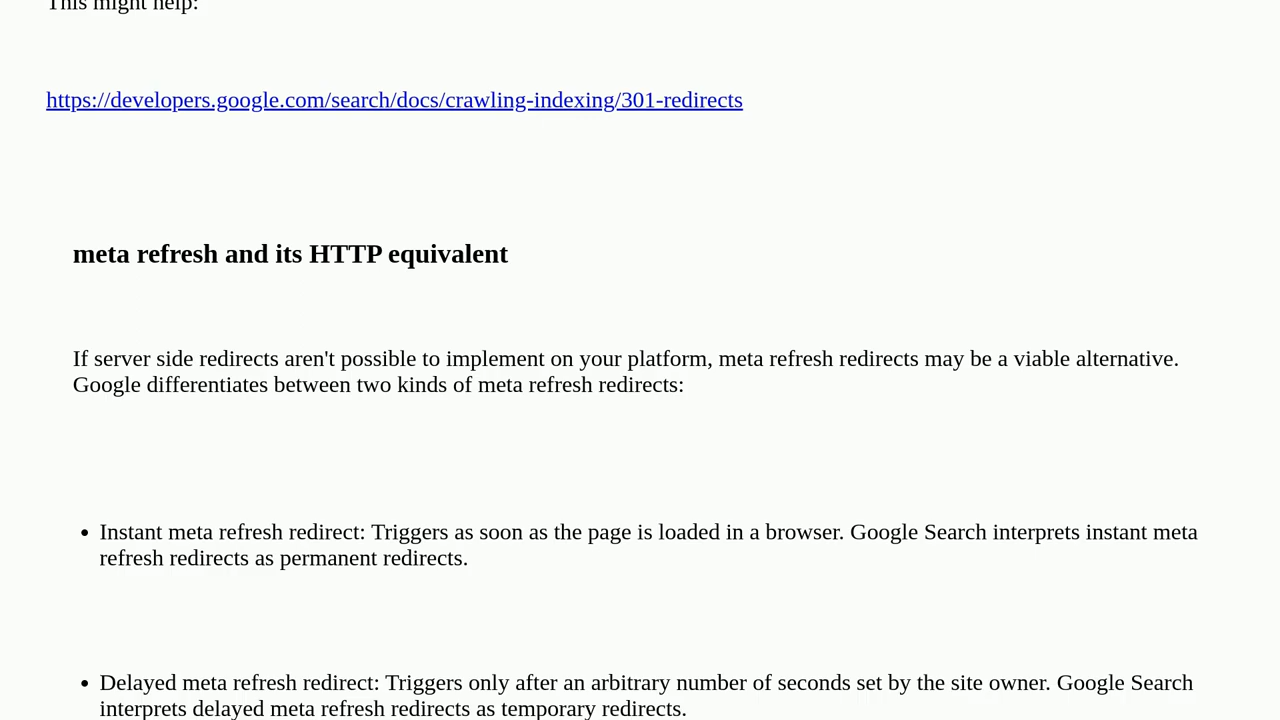 This might help:
https://developers.google.com/search/docs/crawling-indexing/301-redirects
meta refresh and its HTTP equivalent
If server side redirects aren't possible to implement on your platform, meta refresh redirects may be a viable alternative.
Google differentiates between two kinds of meta refresh redirects:
• Instant meta refresh redirect: Triggers as soon as the page is loaded in a browser. Google Search interprets instant meta
refresh redirects as permanent redirects.
• Delayed meta refresh redirect: Triggers only after an arbitrary number of seconds set by the site owner. Google Search
interprets delayed meta refresh redirects as temporary redirects.